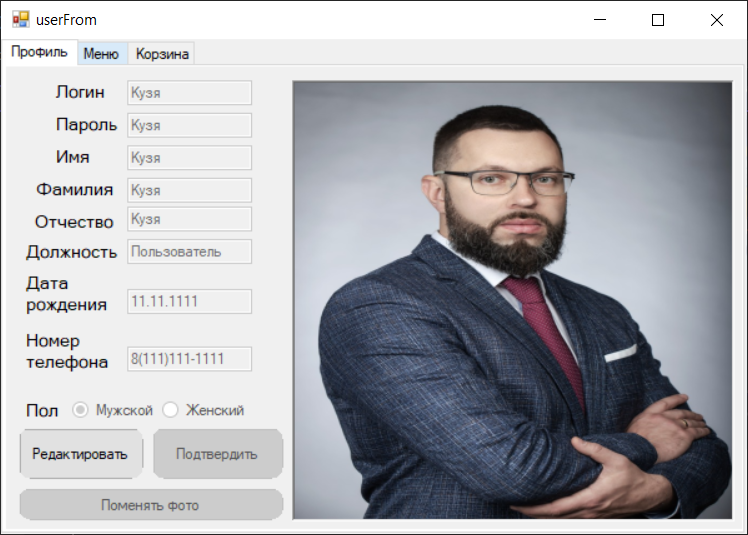 userFrom
Профиль Меню Корзина
Логин Кузя
Пароль Кузя
Имя Кузя
Фамилия Кузя
Отчество Кузя
Должность Пользователь
Дата
рождения 11.11.1111
Номер
телефона 8(111)111-1111
Пол Мужской Женский
Редактировать Подтвердить
Поменять фото